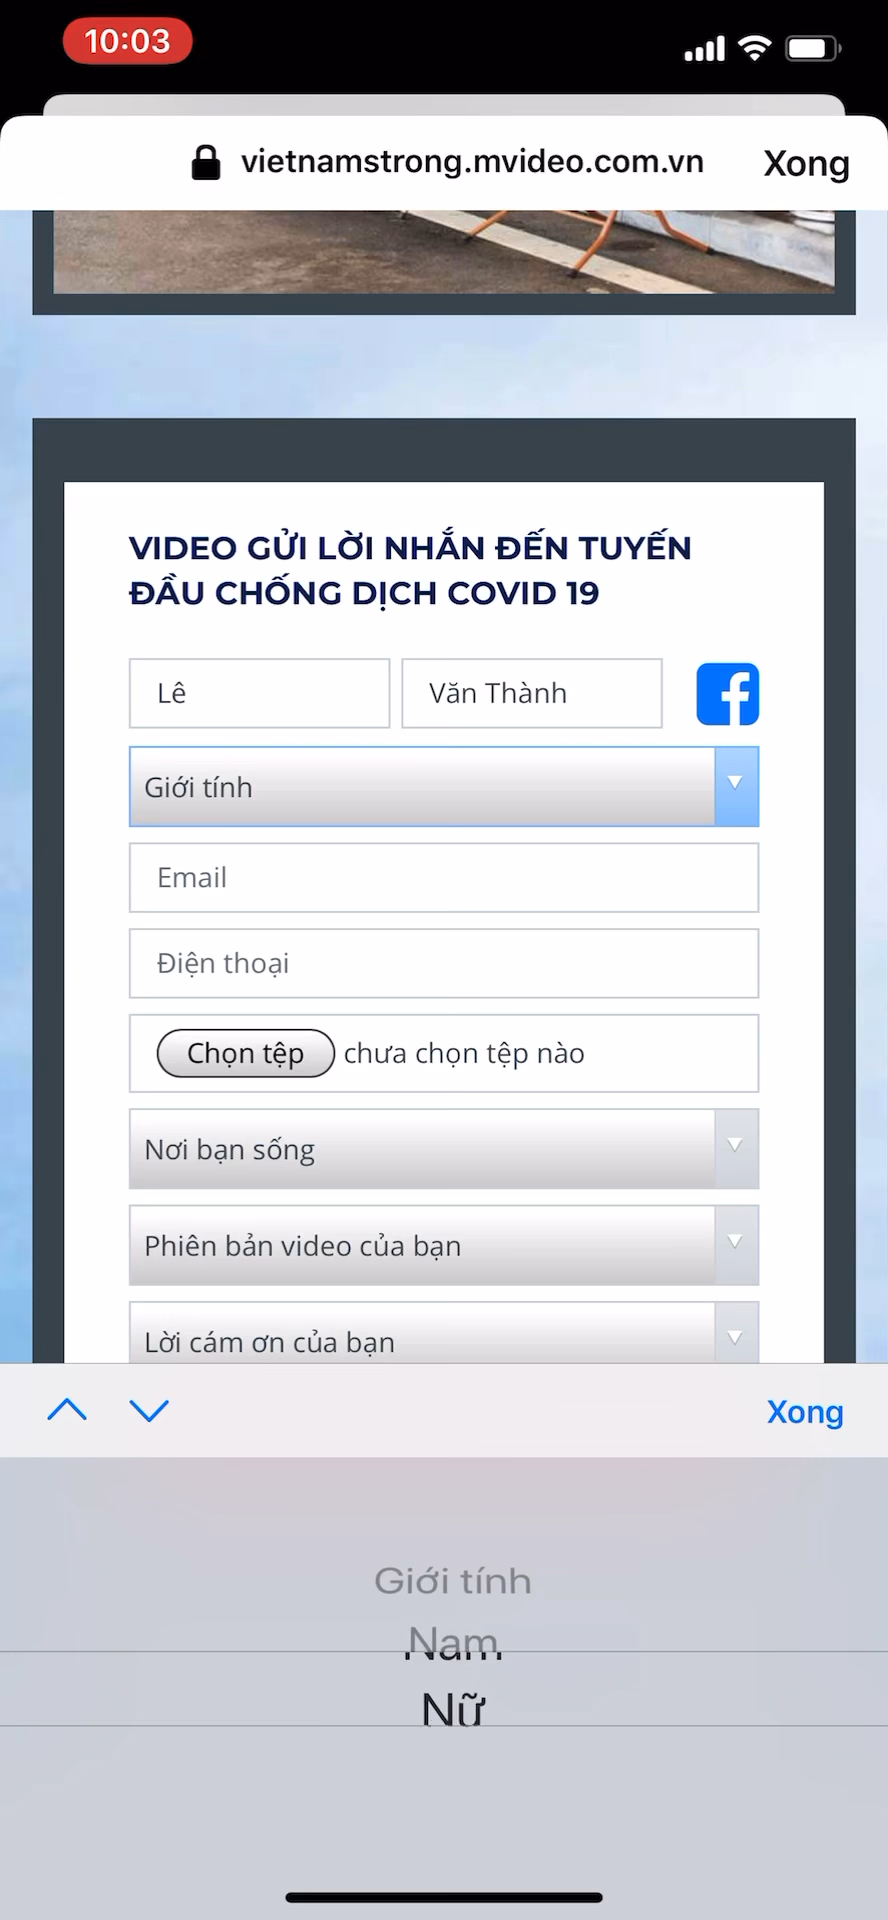 10:03
vietnamstrong.mvideo.com.vn
Xong
VIDEO GỬI LỜI NHẮN ĐẾN TUYẾN
ĐẦU CHỐNG DỊCH COVID 19
Lê
Văn Thành
Giới tính
Email
Điện thoại
Chọn tệp chưa chọn tệp nào
Nơi bạn sống
Phiên bản video của bạn
Lời cám ơn của bạn
Xong
Giới tính
Nam
Nữ